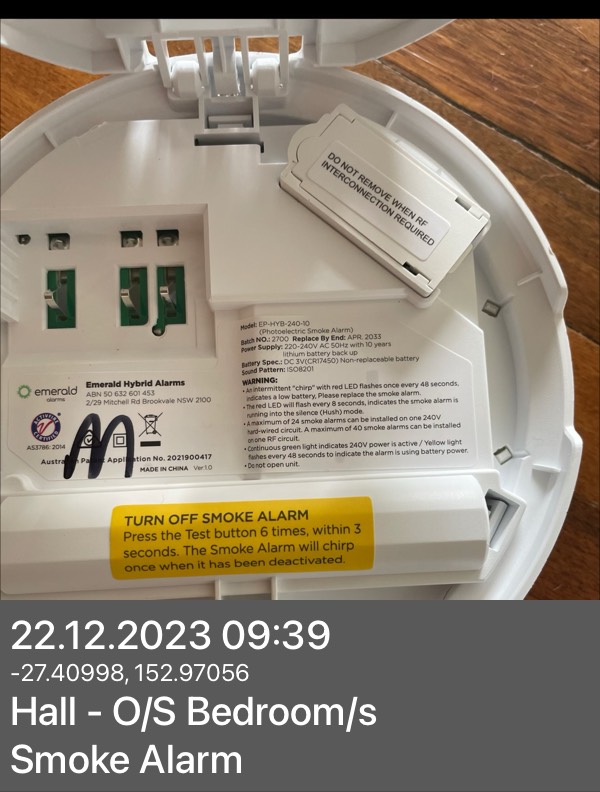 DO NOT REMOVE WHEN RF
INTERCONNECTION REQUIRED
Model: EP-HYB-240-10
(Photoelectric Smoke Alarm)
Batch NO.: 2700 Replace By End: APR. 2033
Power Supply: 220-240V AC 50Hz with 10 years
lithium battery back up
Battery Spec.: DC 3V(CR17450) Non-replaceable battery
Sound Pattern: ISO8201
WARNING:
• An intermittent "chirp" with red LED flashes once every 48 seconds,
indicates a low battery, Please replace the smoke alarm.
• The red LED will flash every 8 seconds, indicates the smoke alarm is
running into the silence (Hush) mode.
• A maximum of 24 smoke alarms can be installed on one 240V
hard-wired circuit. A maximum of 40 smoke alarms can be installed
on one RF circuit.
• Continuous green light indicates 240V power is active / Yellow light
flashes every 48 seconds to indicate the alarm is using battery power.
• Do not open unit.
emerald
alarms
Emerald Hybrid Alarms
ABN 50 632 601 453
2/29 Mitchell Rd Brookvale NSW 2100
AS3786: 2014
M
Application No. 2021900417
MADE IN CHINA Ver:1.0
TURN OFF SMOKE ALARM
Press the Test button 6 times, within 3
seconds. The Smoke Alarm will chirp
once when it has been deactivated.
22.12.2023 09:39
-27.40998, 152.97056
Hall - O/S Bedroom/s
Smoke Alarm